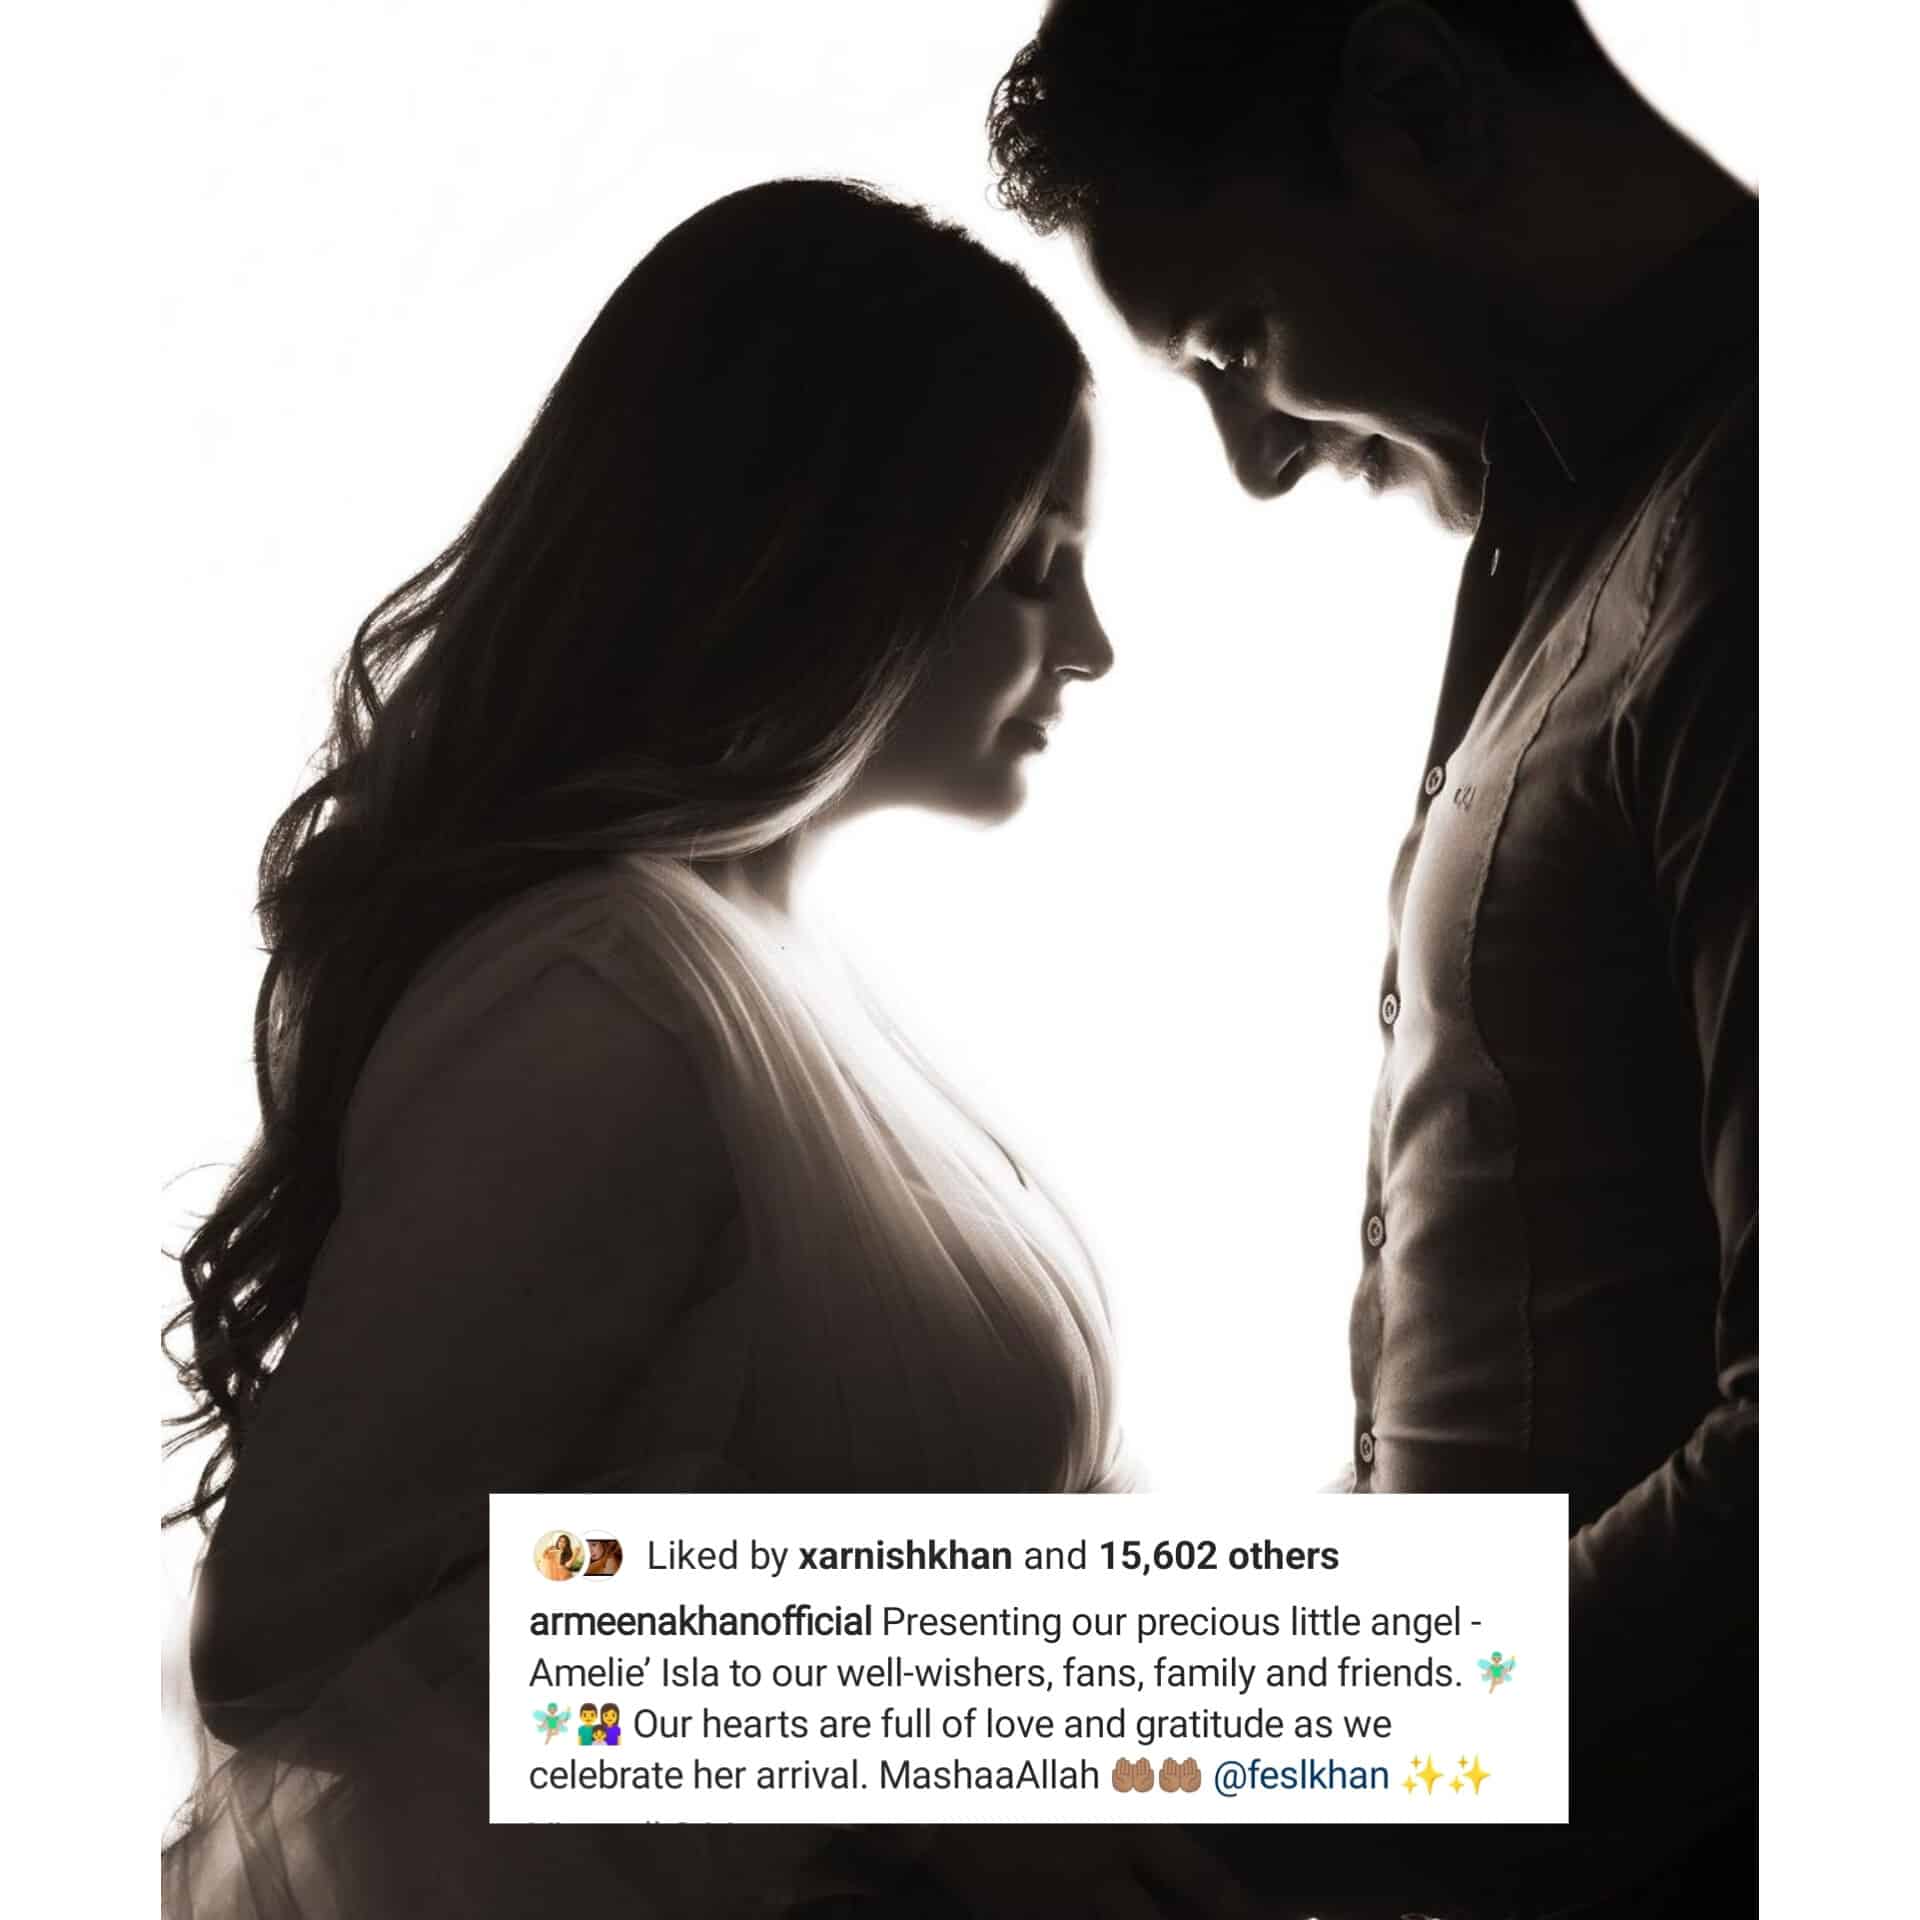 Liked by xarnishkhan and 15,602 others
armeenakhanofficial Presenting our precious little angel -
Amelie’ Isla to our well-wishers, fans, family and friends. 🧚🏼‍♂️
🧚🏼‍♂️👨‍👩‍👧 Our hearts are full of love and gratitude as we
celebrate her arrival. MashaaAllah 🤲🏽🤲🏽 @feslkhan ✨✨